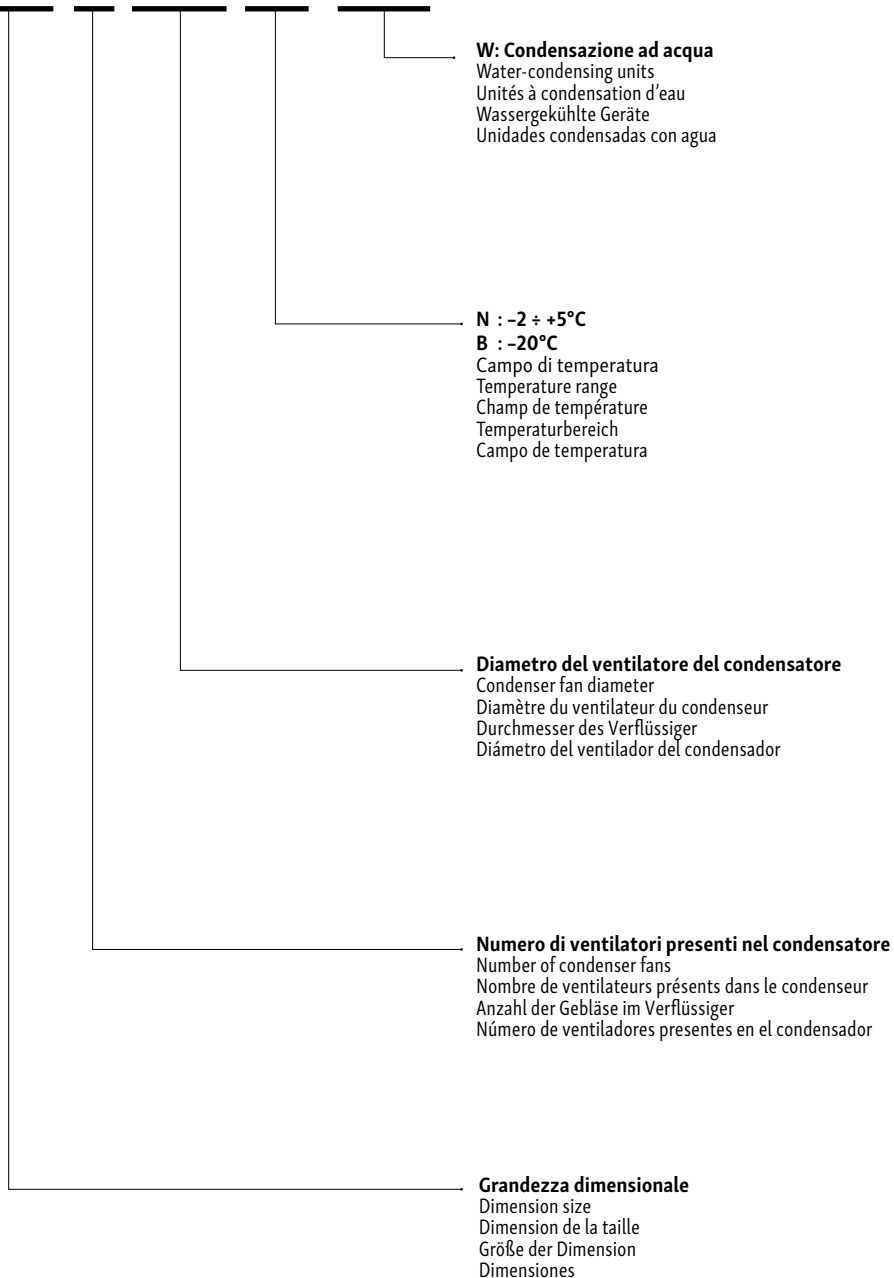 W: Condensazione ad acqua
Water-condensing units
Unités à condensation d’eau
Wassergekühlte Geräte
Unidades condensadas con agua
N : –2 ÷ +5°C
B : –20°C
Campo di temperatura
Temperature range
Champ de température
Temperaturbereich
Campo de temperatura
Diametro del ventilatore del condensatore
Condenser fan diameter
Diamètre du ventilateur du condenseur
Durchmesser des Verflüssiger
Diámetro del ventilador del condensador
Numero di ventilatori presenti nel condensatore
Number of condenser fans
Nombre de ventilateurs présents dans le condenseur
Anzahl der Gebläse im Verflüssiger
Número de ventiladores presentes en el condensador
Grandezza dimensionale
Dimension size
Dimension de la taille
Größe der Dimension
Dimensiones